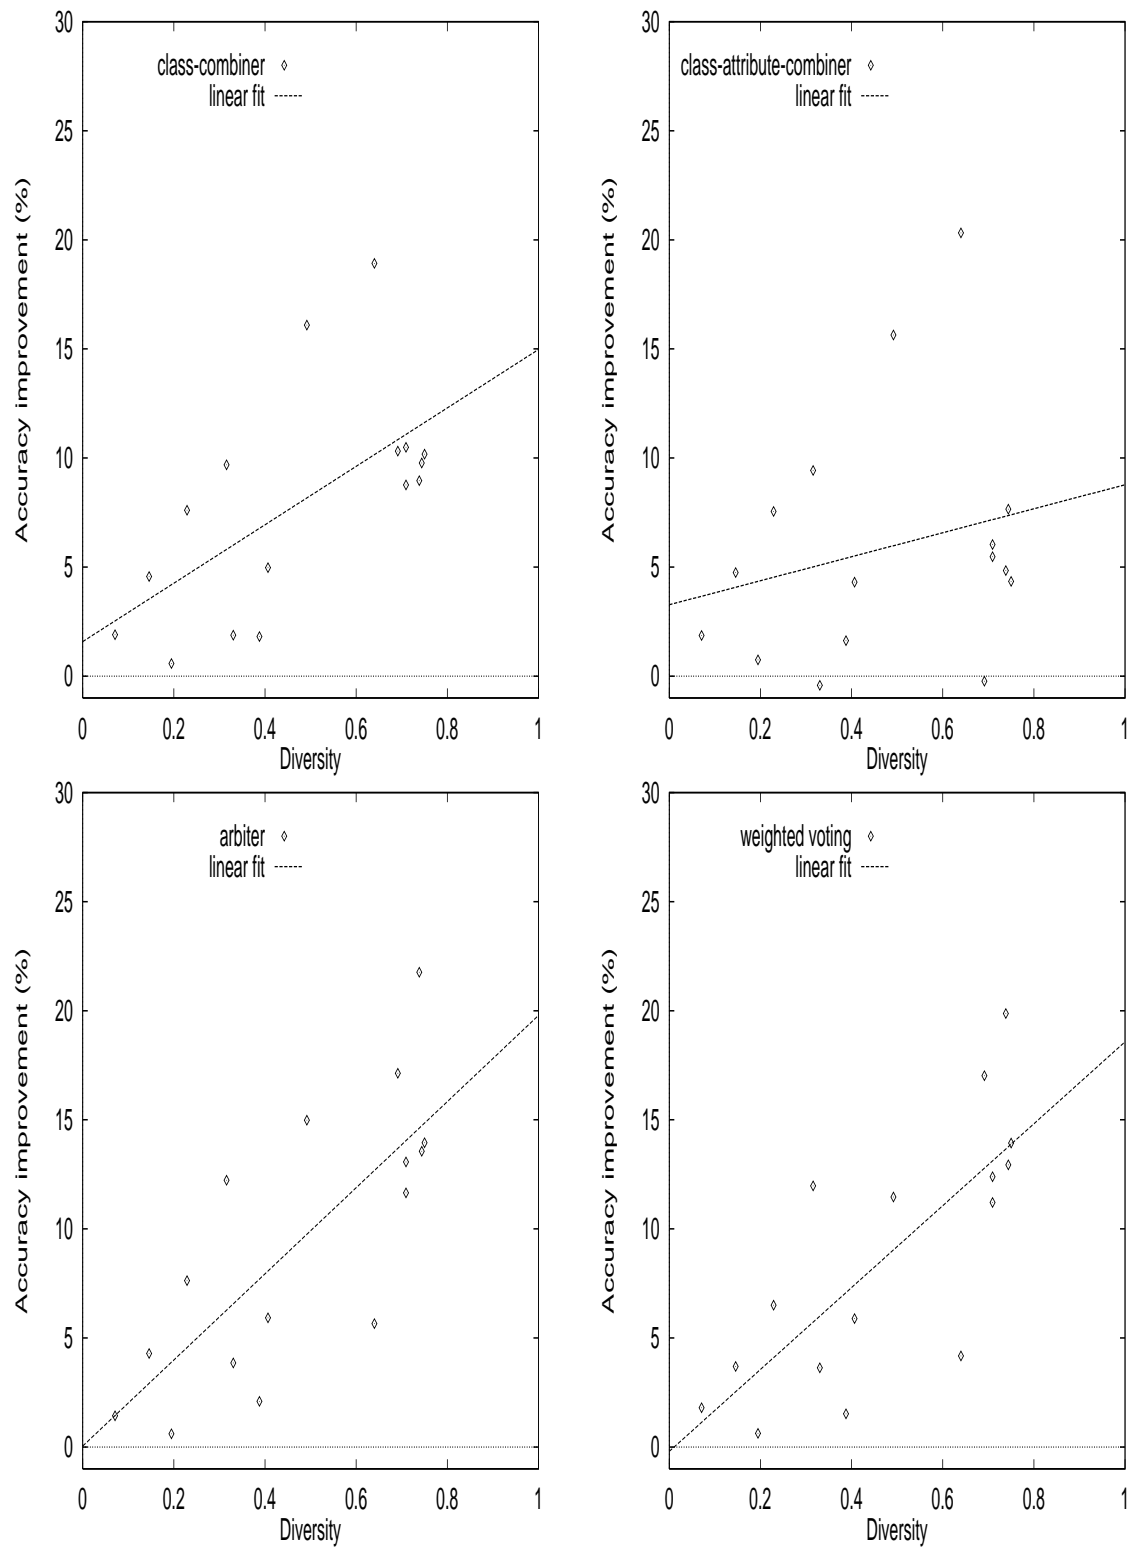 30
25
20
15
10
5
0
Accuracy improvement (%)
class-combiner
linear fit
0 0.2 0.4 0.6 0.8 1
Diversity
30
25
20
15
10
5
0
Accuracy improvement (%)
class-attribute-combiner
linear fit
0 0.2 0.4 0.6 0.8 1
Diversity
30
25
20
15
10
5
0
Accuracy improvement (%)
arbiter
linear fit
0 0.2 0.4 0.6 0.8 1
Diversity
30
25
20
15
10
5
0
Accuracy improvement (%)
weighted voting
linear fit
0 0.2 0.4 0.6 0.8 1
Diversity